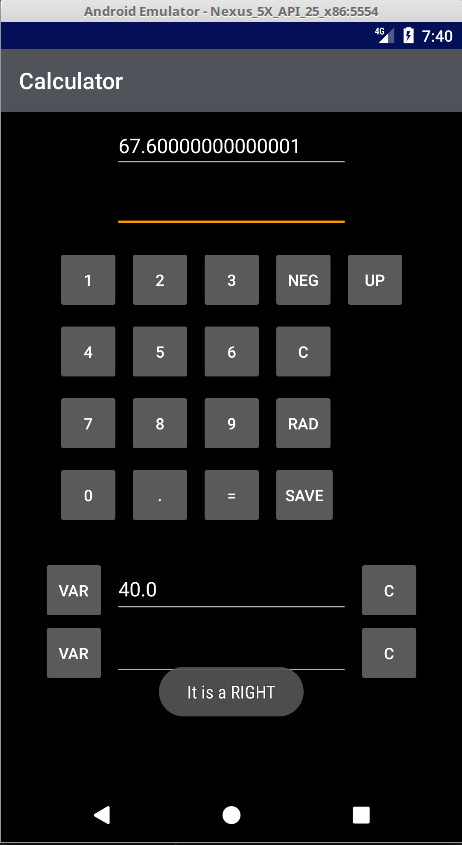 Android Emulator - Nexus_5X_API_25_x86:5554
4G 7:40
Calculator
67.60000000000001
1 2 3 NEG UP
4 5 6 C
7 8 9 RAD
0 . = SAVE
VAR 40.0 C
VAR C
It is a RIGHT